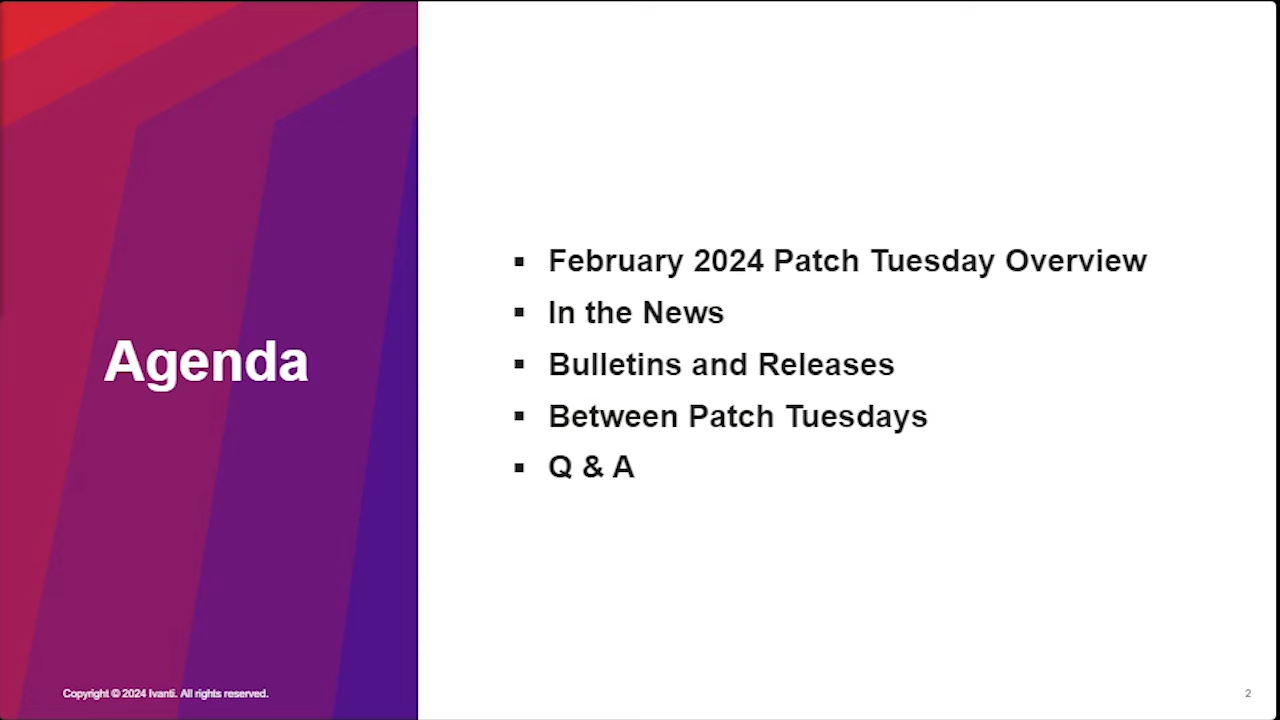 Agenda
▪ February 2024 Patch Tuesday Overview
▪ In the News
▪ Bulletins and Releases
▪ Between Patch Tuesdays
▪ Q & A
Copyright © 2024 Ivanti. All rights reserved.
2